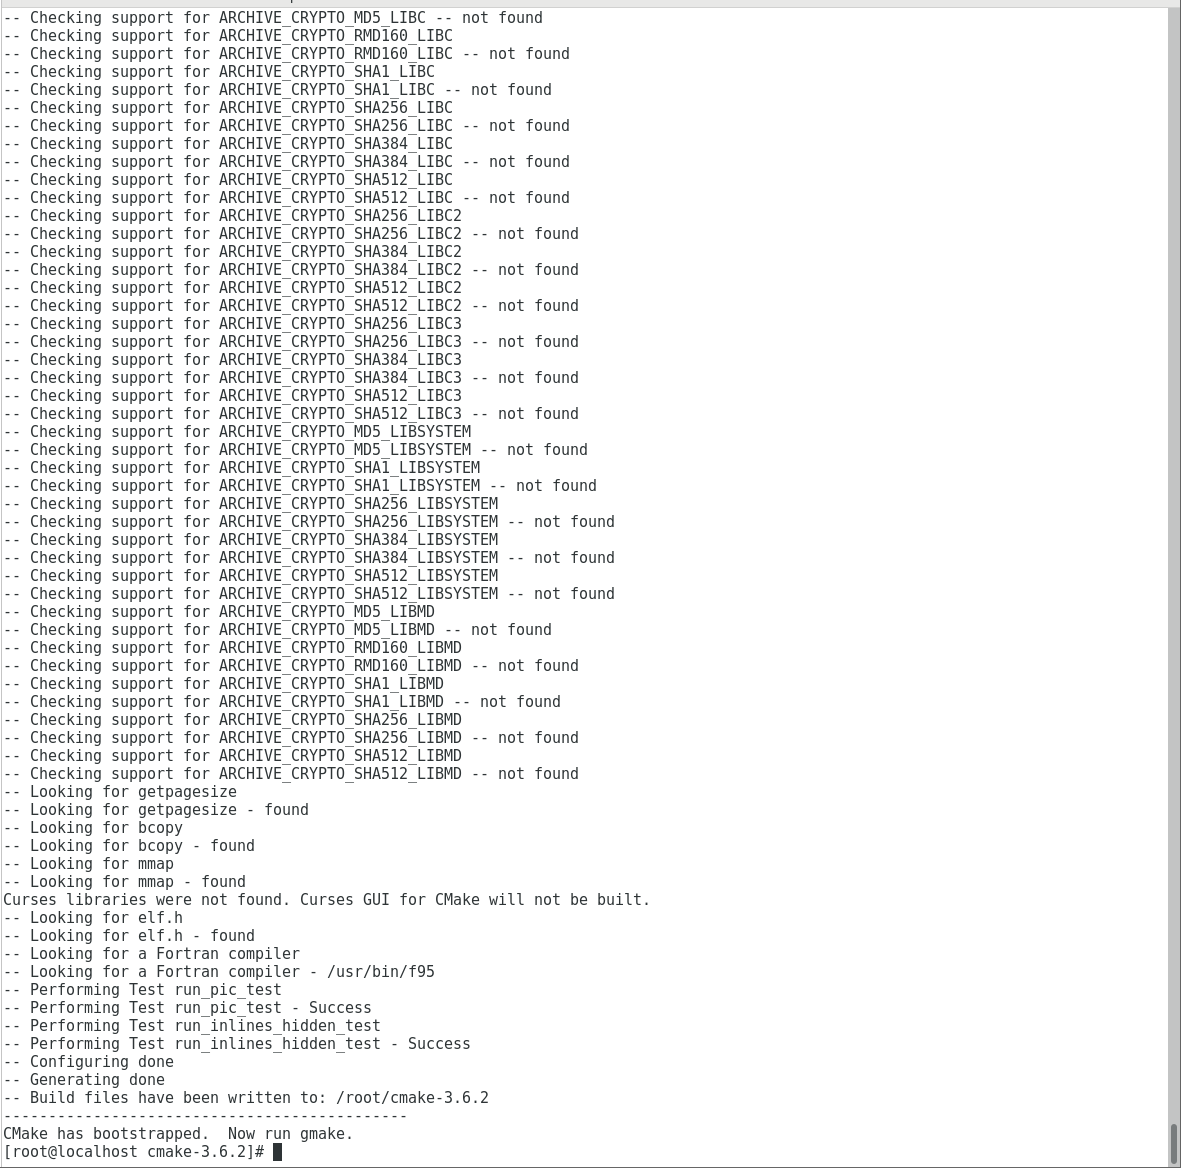 -- Checking support for ARCHIVE_CRYPTO_MD5_LIBC -- not found
-- Checking support for ARCHIVE_CRYPTO_RMD160_LIBC
-- Checking support for ARCHIVE_CRYPTO_RMD160_LIBC -- not found
-- Checking support for ARCHIVE_CRYPTO_SHA1_LIBC
-- Checking support for ARCHIVE_CRYPTO_SHA1_LIBC -- not found
-- Checking support for ARCHIVE_CRYPTO_SHA256_LIBC
-- Checking support for ARCHIVE_CRYPTO_SHA256_LIBC -- not found
-- Checking support for ARCHIVE_CRYPTO_SHA384_LIBC
-- Checking support for ARCHIVE_CRYPTO_SHA384_LIBC -- not found
-- Checking support for ARCHIVE_CRYPTO_SHA512_LIBC
-- Checking support for ARCHIVE_CRYPTO_SHA512_LIBC -- not found
-- Checking support for ARCHIVE_CRYPTO_SHA256_LIBC2
-- Checking support for ARCHIVE_CRYPTO_SHA256_LIBC2 -- not found
-- Checking support for ARCHIVE_CRYPTO_SHA384_LIBC2
-- Checking support for ARCHIVE_CRYPTO_SHA384_LIBC2 -- not found
-- Checking support for ARCHIVE_CRYPTO_SHA512_LIBC2
-- Checking support for ARCHIVE_CRYPTO_SHA512_LIBC2 -- not found
-- Checking support for ARCHIVE_CRYPTO_SHA256_LIBC3
-- Checking support for ARCHIVE_CRYPTO_SHA256_LIBC3 -- not found
-- Checking support for ARCHIVE_CRYPTO_SHA384_LIBC3
-- Checking support for ARCHIVE_CRYPTO_SHA384_LIBC3 -- not found
-- Checking support for ARCHIVE_CRYPTO_SHA512_LIBC3
-- Checking support for ARCHIVE_CRYPTO_SHA512_LIBC3 -- not found
-- Checking support for ARCHIVE_CRYPTO_MD5_LIBSYSTEM
-- Checking support for ARCHIVE_CRYPTO_MD5_LIBSYSTEM -- not found
-- Checking support for ARCHIVE_CRYPTO_SHA1_LIBSYSTEM
-- Checking support for ARCHIVE_CRYPTO_SHA1_LIBSYSTEM -- not found
-- Checking support for ARCHIVE_CRYPTO_SHA256_LIBSYSTEM
-- Checking support for ARCHIVE_CRYPTO_SHA256_LIBSYSTEM -- not found
-- Checking support for ARCHIVE_CRYPTO_SHA384_LIBSYSTEM
-- Checking support for ARCHIVE_CRYPTO_SHA384_LIBSYSTEM -- not found
-- Checking support for ARCHIVE_CRYPTO_SHA512_LIBSYSTEM
-- Checking support for ARCHIVE_CRYPTO_SHA512_LIBSYSTEM -- not found
-- Checking support for ARCHIVE_CRYPTO_MD5_LIBMD
-- Checking support for ARCHIVE_CRYPTO_MD5_LIBMD -- not found
-- Checking support for ARCHIVE_CRYPTO_RMD160_LIBMD
-- Checking support for ARCHIVE_CRYPTO_RMD160_LIBMD -- not found
-- Checking support for ARCHIVE_CRYPTO_SHA1_LIBMD
-- Checking support for ARCHIVE_CRYPTO_SHA1_LIBMD -- not found
-- Checking support for ARCHIVE_CRYPTO_SHA256_LIBMD
-- Checking support for ARCHIVE_CRYPTO_SHA256_LIBMD -- not found
-- Checking support for ARCHIVE_CRYPTO_SHA512_LIBMD
-- Checking support for ARCHIVE_CRYPTO_SHA512_LIBMD -- not found
-- Looking for getpagesize
-- Looking for getpagesize - found
-- Looking for bcopy
-- Looking for bcopy - found
-- Looking for mmap
-- Looking for mmap - found
Curses libraries were not found. Curses GUI for CMake will not be built.
-- Looking for elf.h
-- Looking for elf.h - found
-- Looking for a Fortran compiler
-- Looking for a Fortran compiler - /usr/bin/f95
-- Performing Test run_pic_test
-- Performing Test run_pic_test - Success
-- Performing Test run_inlines_hidden_test
-- Performing Test run_inlines_hidden_test - Success
-- Configuring done
-- Generating done
-- Build files have been written to: /root/cmake-3.6.2
---------------------------------------------
CMake has bootstrapped.  Now run gmake.
[root@localhost cmake-3.6.2]#